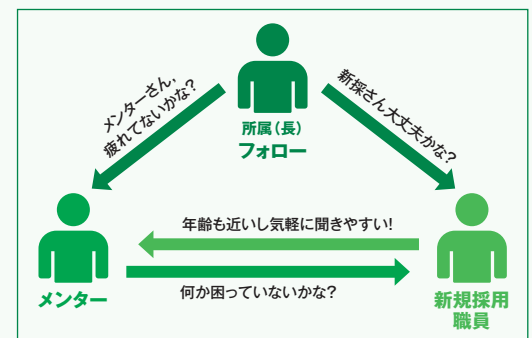 メンターさん、
疲れてないかな?
新採さん大丈夫かな?
所属(長)
フォロー
年齢も近いし気軽に聞きやすい!
何か困っていないかな?
メンター
新規採用
職員